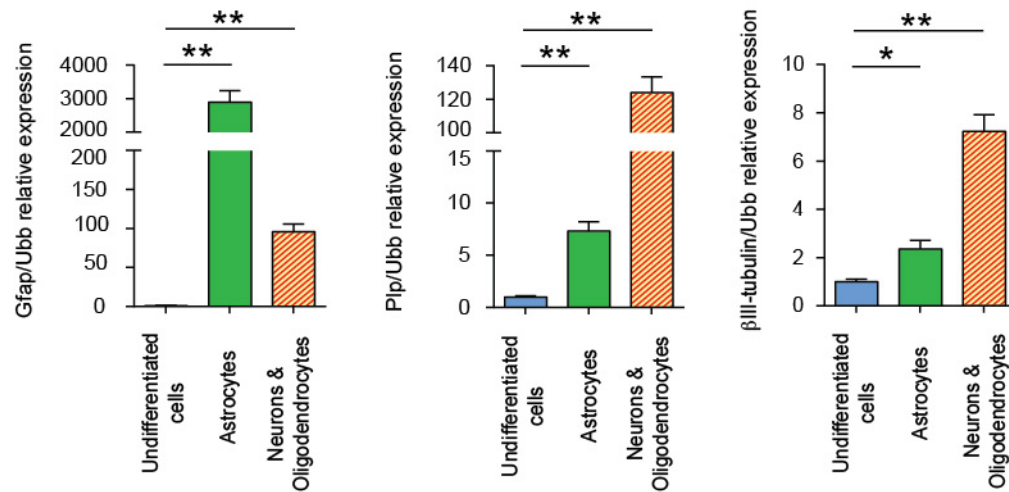 **
**
Gfap/Ubb relative expression
4000
3000
2000
200
150
100
50
0
Undifferentiated
cells
Astrocytes
Neurons &
Oligodendrocytes
**
**
Plp/Ubb relative expression
140
120
100
15
10
5
0
Undifferentiated
cells
Astrocytes
Neurons &
Oligodendrocytes
**
*
βIII-tubulin/Ubb relative expression
10
8
6
4
2
0
Undifferentiated
cells
Astrocytes
Neurons &
Oligodendrocytes